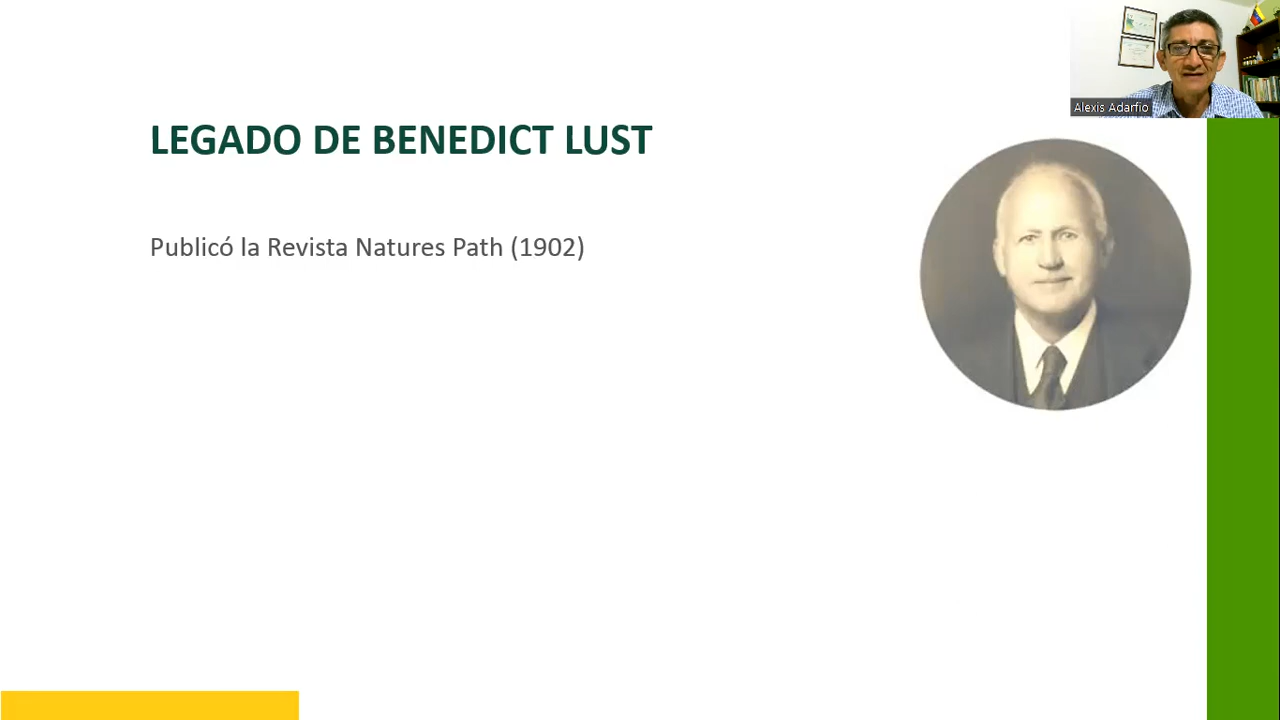 Alexis Adarfio
LEGADO DE BENEDICT LUST
Publicó la Revista Natures Path (1902)